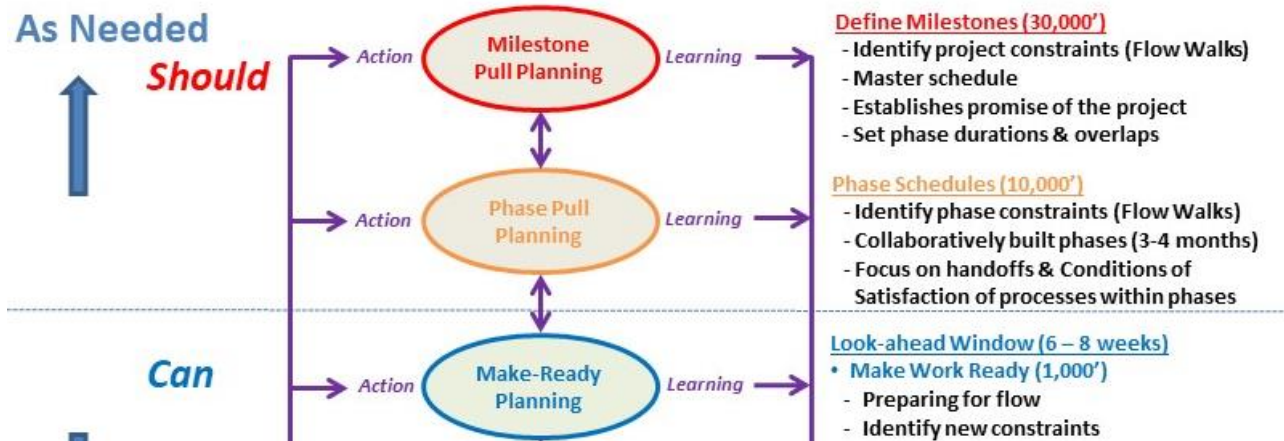 As Needed
Should
Action
Milestone
Pull Planning
Learning
Define Milestones (30,000’)
- Identify project constraints (Flow Walks)
- Master schedule
- Establishes promise of the project
- Set phase durations & overlaps
Action
Phase Pull
Planning
Learning
Phase Schedules (10,000’)
- Identify phase constraints (Flow Walks)
- Collaboratively built phases (3-4 months)
- Focus on handoffs & Conditions of
Satisfaction of processes within phases
Can
Action
Make-Ready
Planning
Learning
Look-ahead Window (6 – 8 weeks)
• Make Work Ready (1,000’)
- Preparing for flow
- Identify new constraints